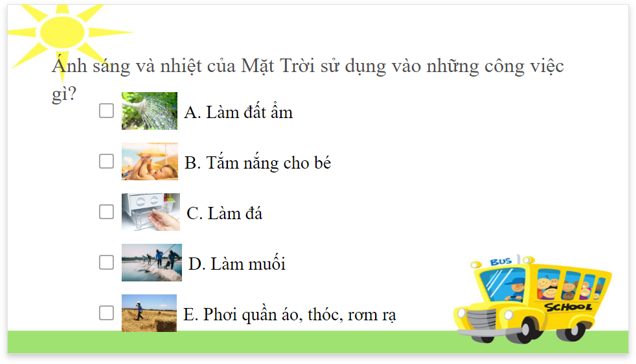 Ánh sáng và nhiệt của Mặt Trời sử dụng vào những công việc
gì?
A. Làm đất ẩm
B. Tắm nắng cho bé
C. Làm đá
D. Làm muối
E. Phơi quần áo, thóc, rơm rạ
BUS
SCHOOL